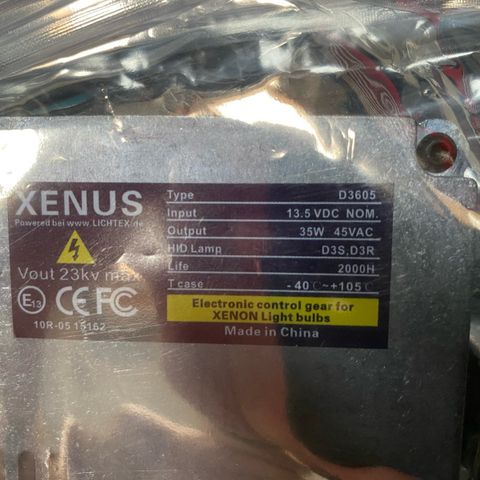 XENUS
Powered bei www.LICHTEX.de
Vout 23kv max.
E13 CE FC
10R-05 15152
Type D3605
Input 13.5 VDC NOM.
Output 35W 45VAC
HID Lamp D3S,D3R
Life 2000H
T case - 40℃~+105℃
Electronic control gear for
XENON Light bulbs
Made in China